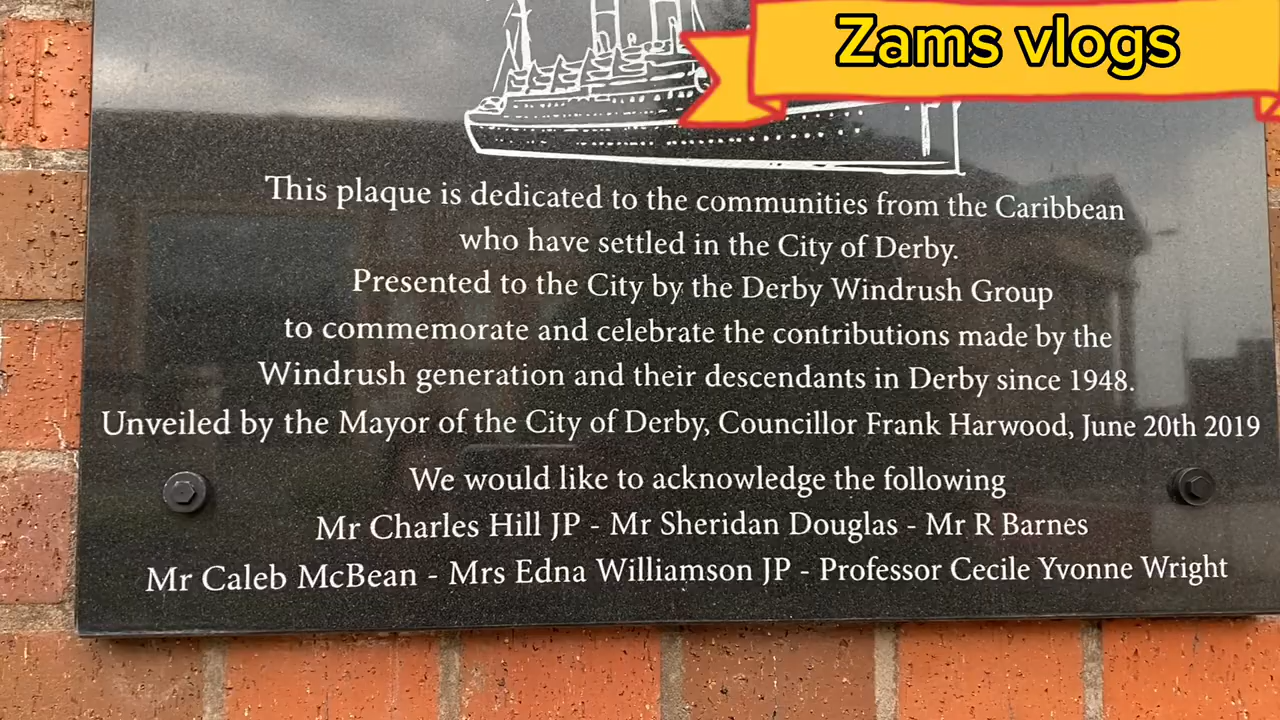 Zams vlogs
This plaque is dedicated to the communities from the Caribbean
who have settled in the City of Derby.
Presented to the City by the Derby Windrush Group
to commemorate and celebrate the contributions made by the
Windrush generation and their descendants in Derby since 1948.
Unveiled by the Mayor of the City of Derby, Councillor Frank Harwood, June 20th 2019
We would like to acknowledge the following
Mr Charles Hill JP - Mr Sheridan Douglas - Mr R Barnes
Mr Caleb McBean - Mrs Edna Williamson JP - Professor Cecile Yvonne Wright